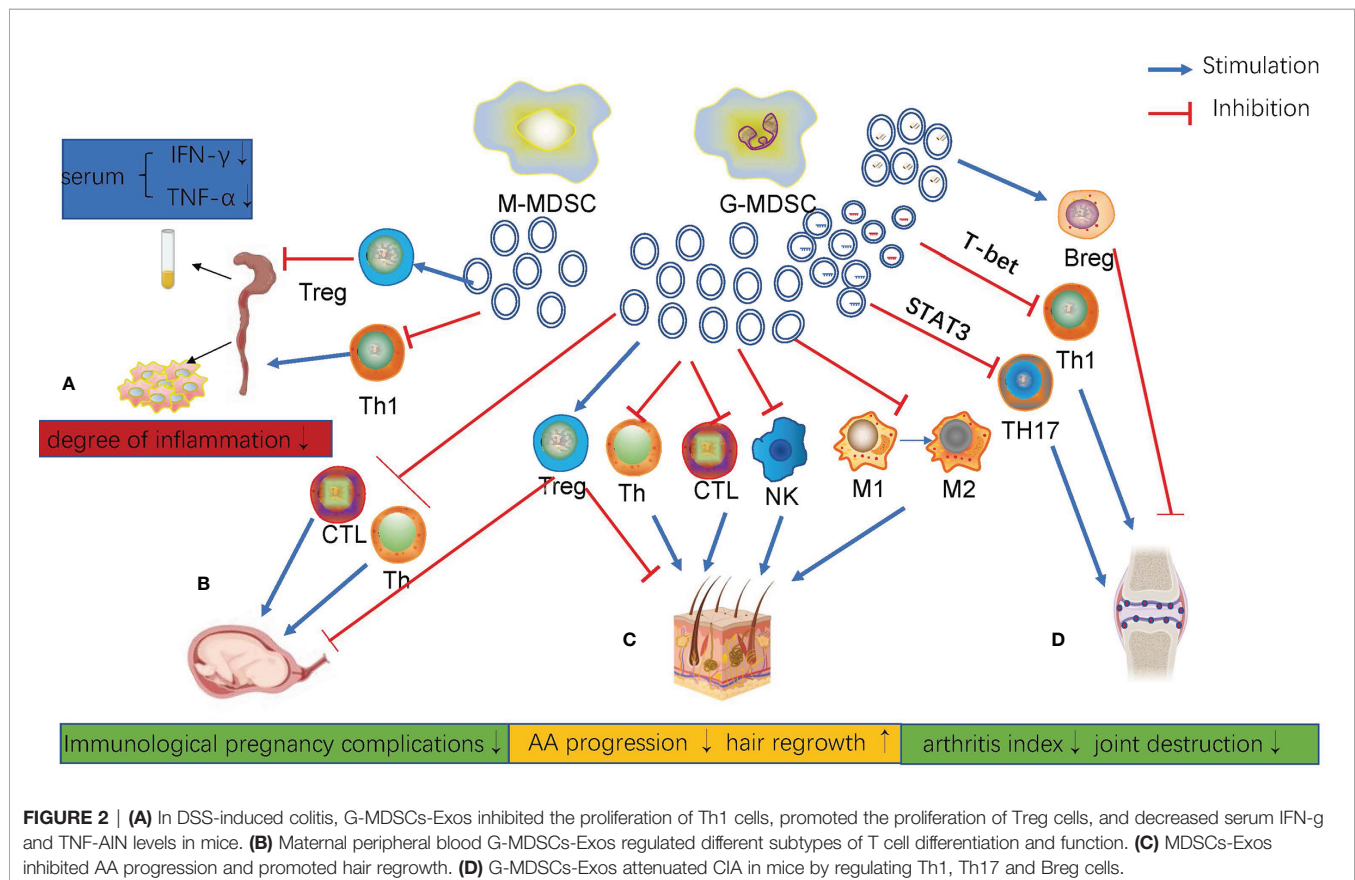 Stimulation
Inhibition
serum
IFN-γ ↓
TNF-α ↓
M-MDSC
G-MDSC
Breg
T-bet
STAT3
Th1
TH17
Treg
Th1
A
degree of inflammation ↓
CTL
Th
B
Treg
Th
CTL
NK
M1
M2
C
D
Immunological pregnancy complications ↓
AA progression ↓ hair regrowth ↑
arthritis index ↓ joint destruction ↓
FIGURE 2 | (A) In DSS-induced colitis, G-MDSCs-Exos inhibited the proliferation of Th1 cells, promoted the proliferation of Treg cells, and decreased serum IFN-g
and TNF-AIN levels in mice. (B) Maternal peripheral blood G-MDSCs-Exos regulated different subtypes of T cell differentiation and function. (C) MDSCs-Exos
inhibited AA progression and promoted hair regrowth. (D) G-MDSCs-Exos attenuated CIA in mice by regulating Th1, Th17 and Breg cells.